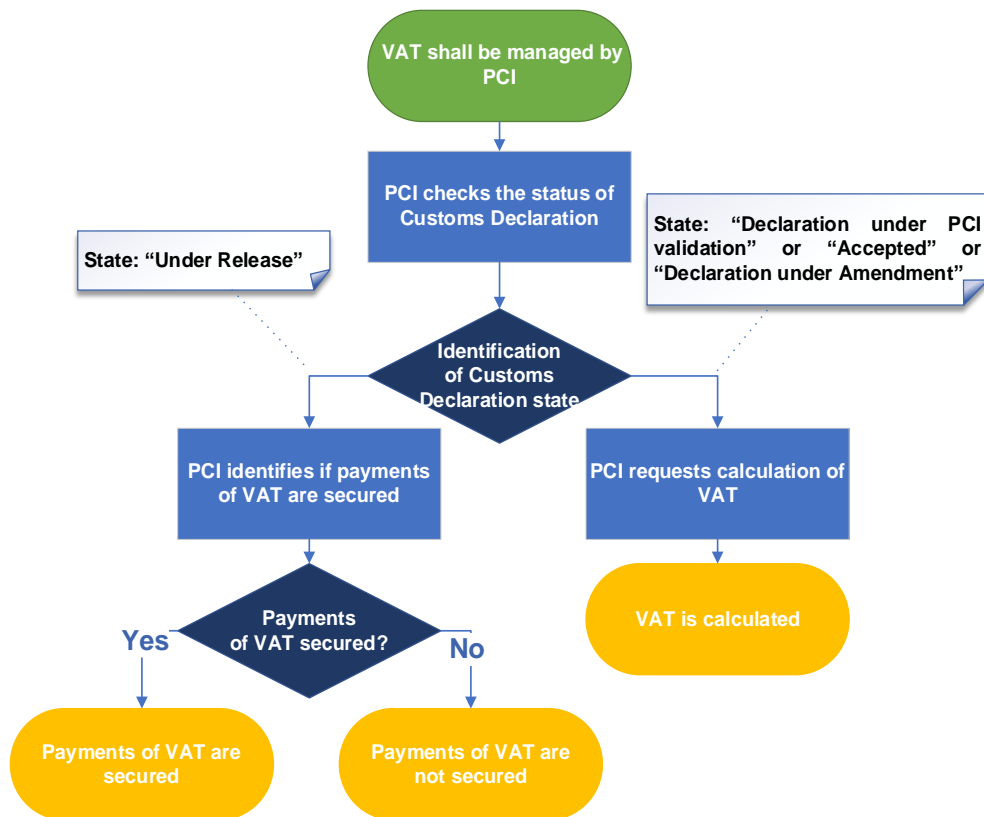 VAT shall be managed by
PCI
PCI checks the status of
Customs Declaration
State: “Under Release”
State: “Declaration under PCI
validation” or “Accepted” or
“Declaration under Amendment”
Identification
of Customs
Declaration state
PCI identifies if payments
of VAT are secured
PCI requests calculation of
VAT
Payments
of VAT secured?
Yes
No
VAT is calculated
Payments of VAT are
secured
Payments of VAT are
not secured